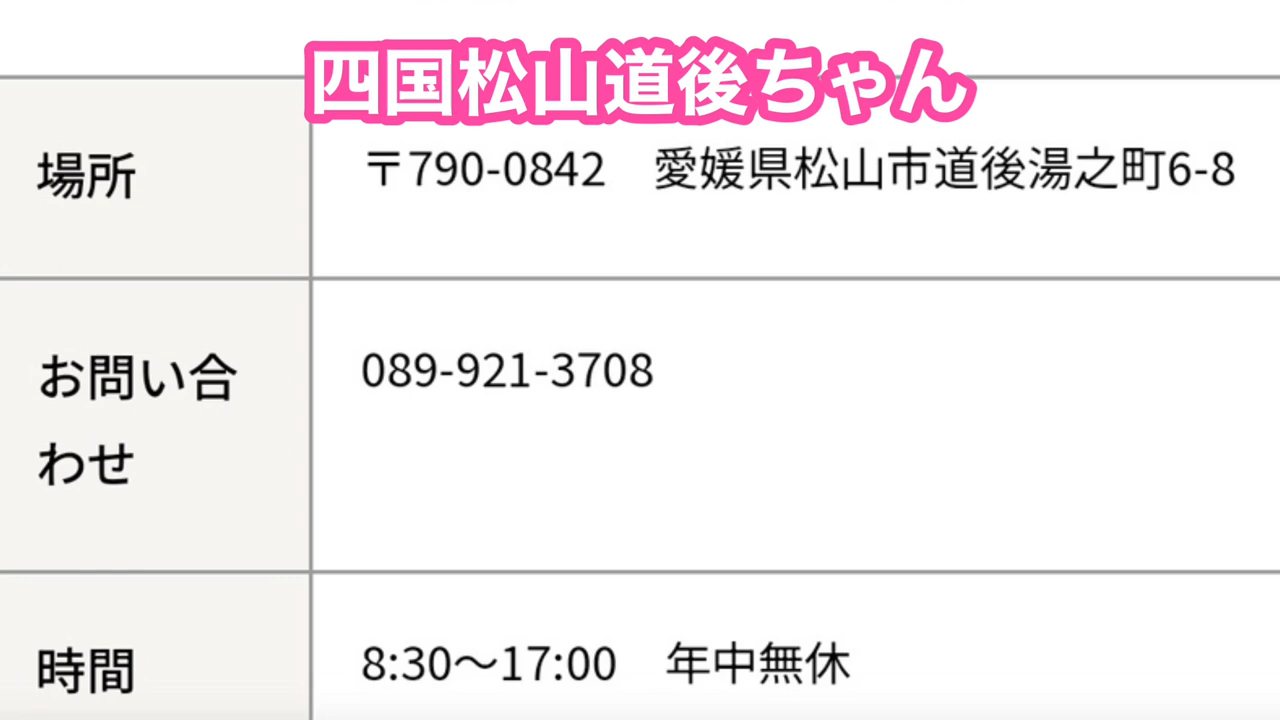 四国松山道後ちゃん
場所
〒790-0842 愛媛県松山市道後湯之町6-8
お問い合
わせ
089-921-3708
時間
8:30～17:00 年中無休